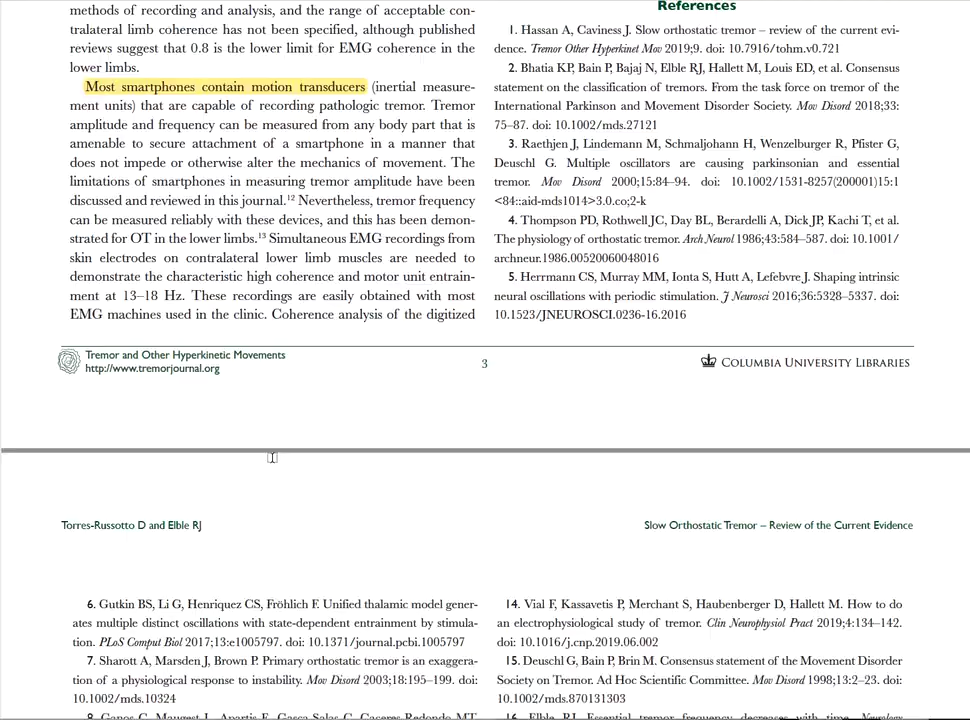 methods of recording and analysis, and the range of acceptable con-
tralateral limb coherence has not been specified, although published
reviews suggest that 0.8 is the lower limit for EMG coherence in the
lower limbs.
Most smartphones contain motion transducers (inertial measure-
ment units) that are capable of recording pathologic tremor. Tremor
amplitude and frequency can be measured from any body part that is
amenable to secure attachment of a smartphone in a manner that
does not impede or otherwise alter the mechanics of movement. The
limitations of smartphones in measuring tremor amplitude have been
discussed and reviewed in this journal.12 Nevertheless, tremor frequency
can be measured reliably with these devices, and this has been demon-
strated for OT in the lower limbs.13 Simultaneous EMG recordings from
skin electrodes on contralateral lower limb muscles are needed to
demonstrate the characteristic high coherence and motor unit entrain-
ment at 13–18 Hz. These recordings are easily obtained with most
EMG machines used in the clinic. Coherence analysis of the digitized
References
1. Hassan A, Caviness J. Slow orthostatic tremor – review of the current evi-
dence. Tremor Other Hyperkinet Mov 2019;9. doi: 10.7916/tohm.v0.721
2. Bhatia KP, Bain P, Bajaj N, Elble RJ, Hallett M, Louis ED, et al. Consensus
statement on the classification of tremors. From the task force on tremor of the
International Parkinson and Movement Disorder Society. Mov Disord 2018;33:
75–87. doi: 10.1002/mds.27121
3. Raethjen J, Lindemann M, Schmaljohann H, Wenzelburger R, Pfister G,
Deuschl G. Multiple oscillators are causing parkinsonian and essential
tremor. Mov Disord 2000;15:84–94. doi: 10.1002/1531-8257(200001)15:1
<84::aid-mds1014>3.0.co;2-k
4. Thompson PD, Rothwell JC, Day BL, Berardelli A, Dick JP, Kachi T, et al.
The physiology of orthostatic tremor. Arch Neurol 1986;43:584–587. doi: 10.1001/
archneur.1986.00520060048016
5. Herrmann CS, Murray MM, Ionta S, Hutt A, Lefebvre J. Shaping intrinsic
neural oscillations with periodic stimulation. J Neurosci 2016;36:5328–5337. doi:
10.1523/JNEUROSCI.0236-16.2016
Tremor and Other Hyperkinetic Movements
http://www.tremorjournal.org
3
COLUMBIA UNIVERSITY LIBRARIES
Torres-Russotto D and Elble RJ
Slow Orthostatic Tremor – Review of the Current Evidence
6. Gutkin BS, Li G, Henriquez CS, Fröhlich F. Unified thalamic model gener-
ates multiple distinct oscillations with state-dependent entrainment by stimula-
tion. PLoS Comput Biol 2017;13:e1005797. doi: 10.1371/journal.pcbi.1005797
7. Sharott A, Marsden J, Brown P. Primary orthostatic tremor is an exaggera-
tion of a physiological response to instability. Mov Disord 2003;18:195–199. doi:
10.1002/mds.10324
8. Ganos C, Maugest L, Apartis E, Gasca-Salas C, Caceres-Redondo MT,
14. Vial F, Kassavetis P, Merchant S, Haubenberger D, Hallett M. How to do
an electrophysiological study of tremor. Clin Neurophysiol Pract 2019;4:134–142.
doi: 10.1016/j.cnp.2019.06.002
15. Deuschl G, Bain P, Brin M. Consensus statement of the Movement Disorder
Society on Tremor. Ad Hoc Scientific Committee. Mov Disord 1998;13:2–23. doi:
10.1002/mds.870131303
16. Elble RJ. Essential tremor frequency decreases with time. Neurology